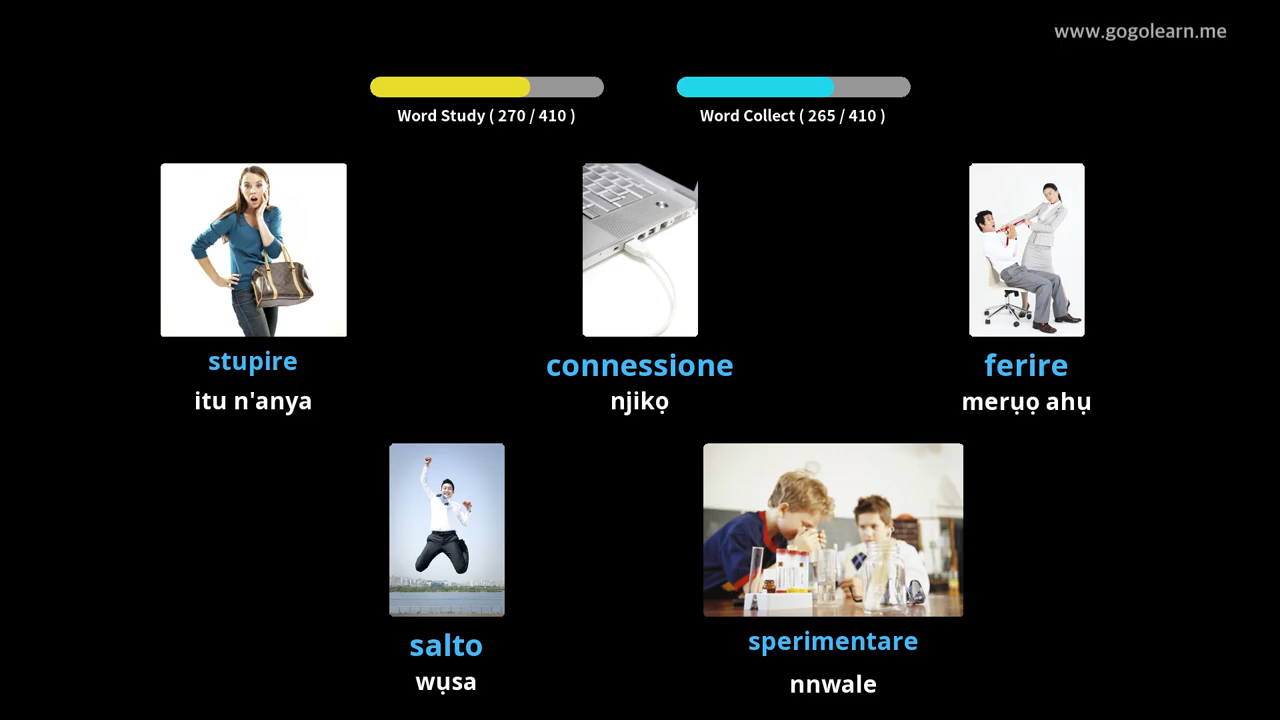 www.gogolearn.me
Word Study ( 270 / 410 )
Word Collect ( 265 / 410 )
stupire
itu n'anya
connessione
njikọ
ferire
merụọ ahụ
salto
wụsa
sperimentare
nnwale